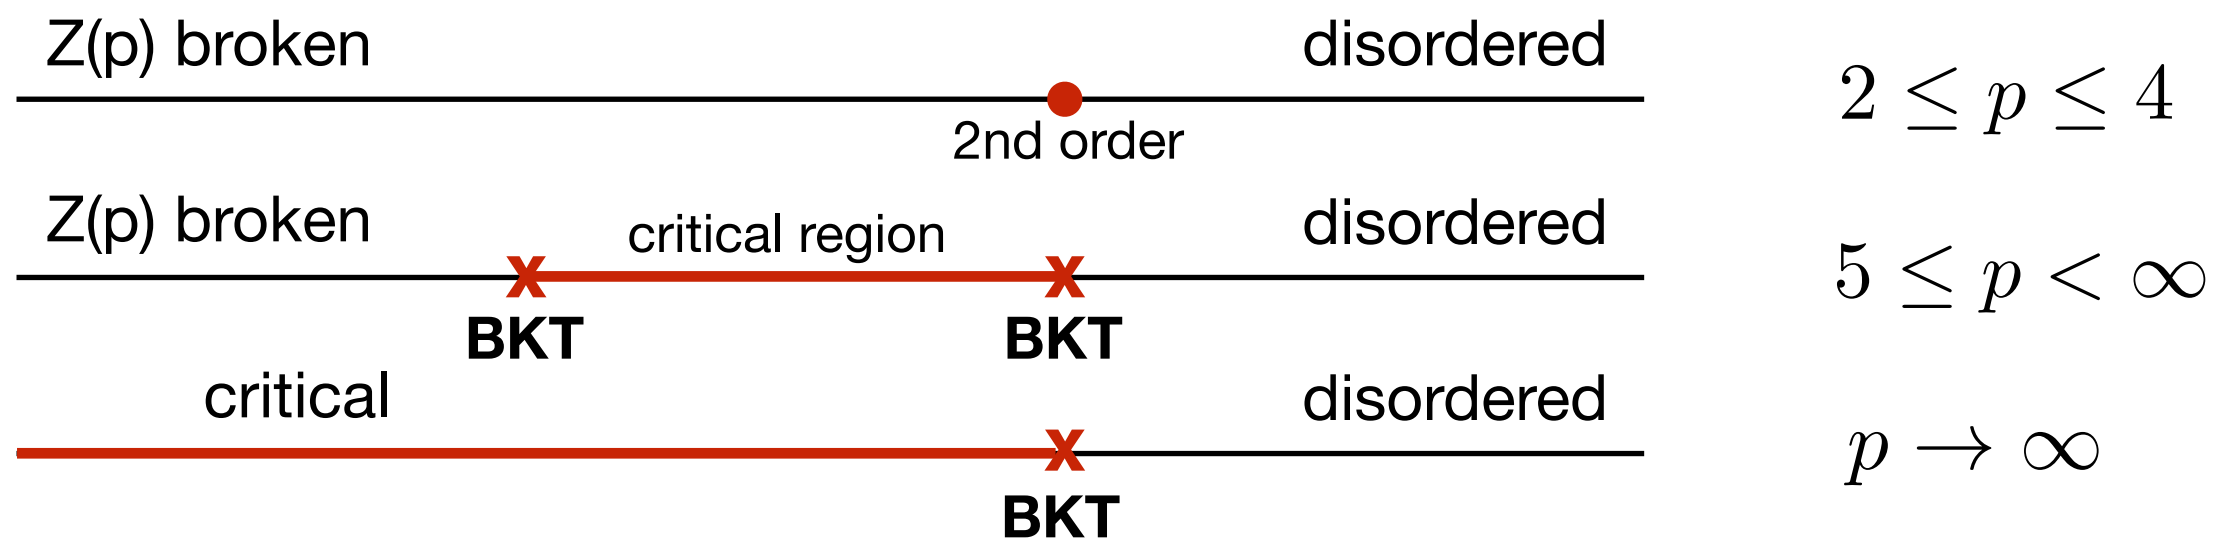 Z(p) broken disordered
2nd order
2 ≤ p ≤ 4
Z(p) broken critical region disordered
x x
BKT BKT
5 ≤ p < ∞
critical disordered
x
BKT
p → ∞